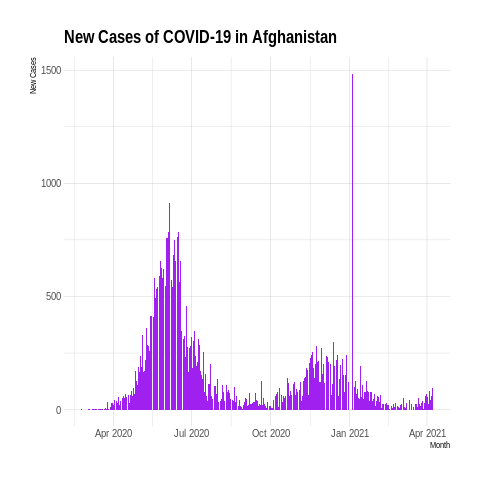 New Cases of COVID-19 in Afghanistan
New Cases
1500
1000
500
0
Apr 2020 Jul 2020 Oct 2020 Jan 2021 Apr 2021
Month